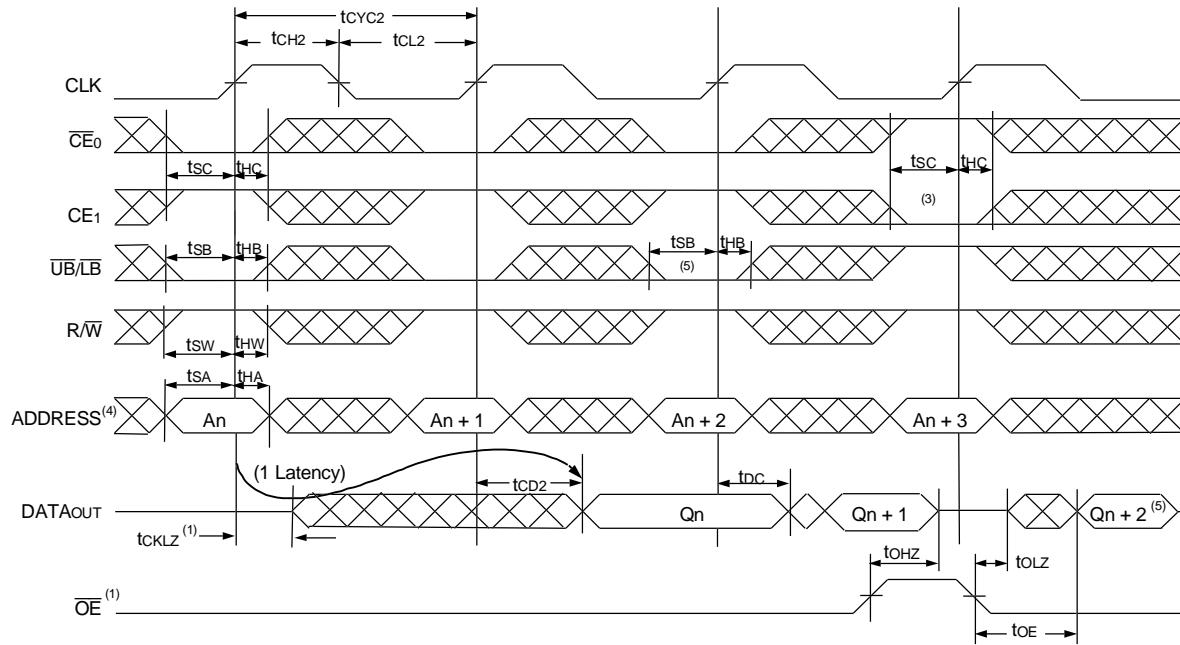 tCYC2
tCH2 tCL2
CLK
CE0
tSC tHC tSC tHC
CE1 (3)
tSB tHB tSB tHB
UB/LB (5)
R/W
tSW tHW
tSA tHA
ADDRESS(4) An An + 1 An + 2 An + 3
(1 Latency) tCD2 tDC
DATAOUT Qn Qn + 1 Qn + 2 (5)
tCKLZ (1)
tOHZ tOLZ
OE (1)
tOE